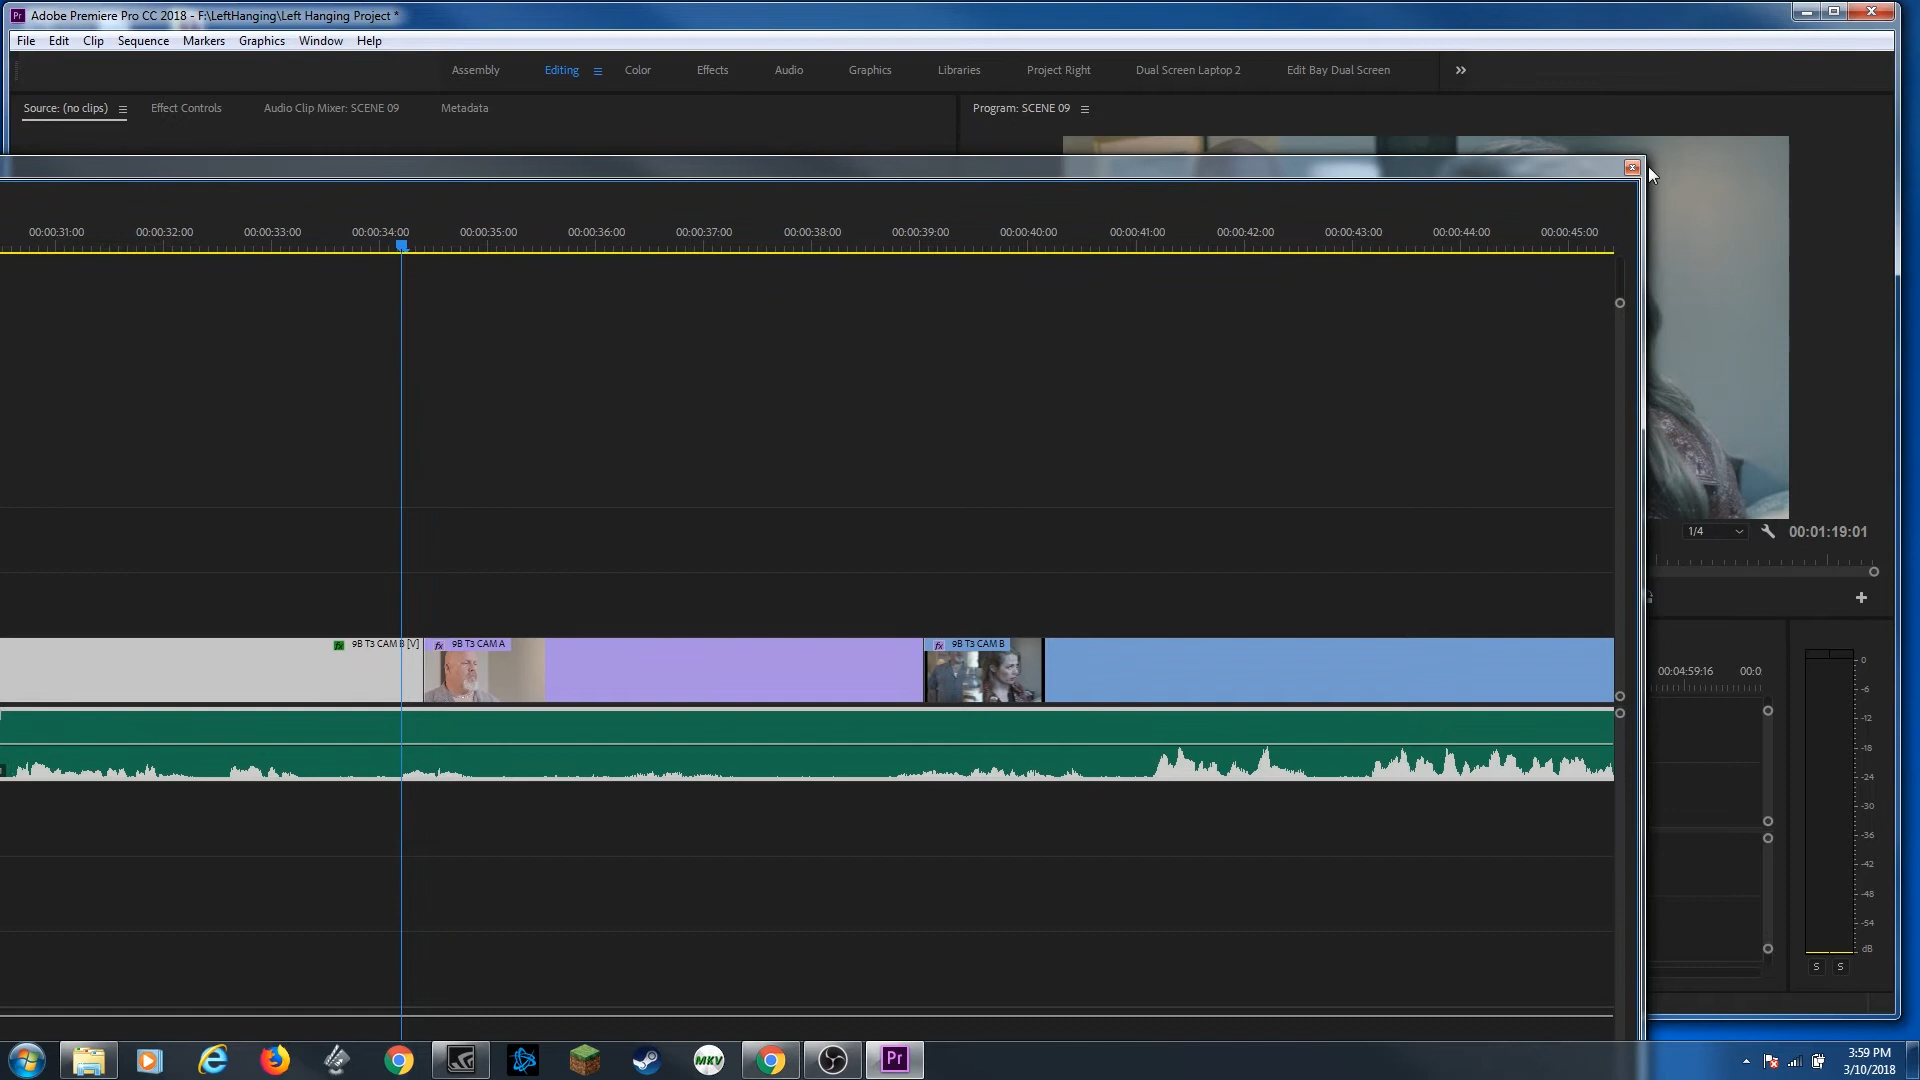 Adobe Premiere Pro CC 2018 - F:\LeftHanging\Left Hanging Project *
File Edit Clip Sequence Markers Graphics Window Help
Assembly Editing Color Effects Audio Graphics Libraries Project Right Dual Screen Laptop 2 Edit Bay Dual Screen
Source: (no clips) Effect Controls Audio Clip Mixer: SCENE 09 Metadata Program: SCENE 09
00:00:31:00 00:00:32:00 00:00:33:00 00:00:34:00 00:00:35:00 00:00:36:00 00:00:37:00 00:00:38:00 00:00:39:00 00:00:40:00 00:00:41:00 00:00:42:00 00:00:43:00 00:00:44:00 00:00:45:00
1/4 00:01:19:01
fx 9B T3 CAM B [V] fx 9B T3 CAM A fx 9B T3 CAM B
00:04:59:16 00:0
0
-6
-12
-18
-24
-30
-36
-42
-48
-54
dB
S S
MKV Pr
3:59 PM
3/10/2018